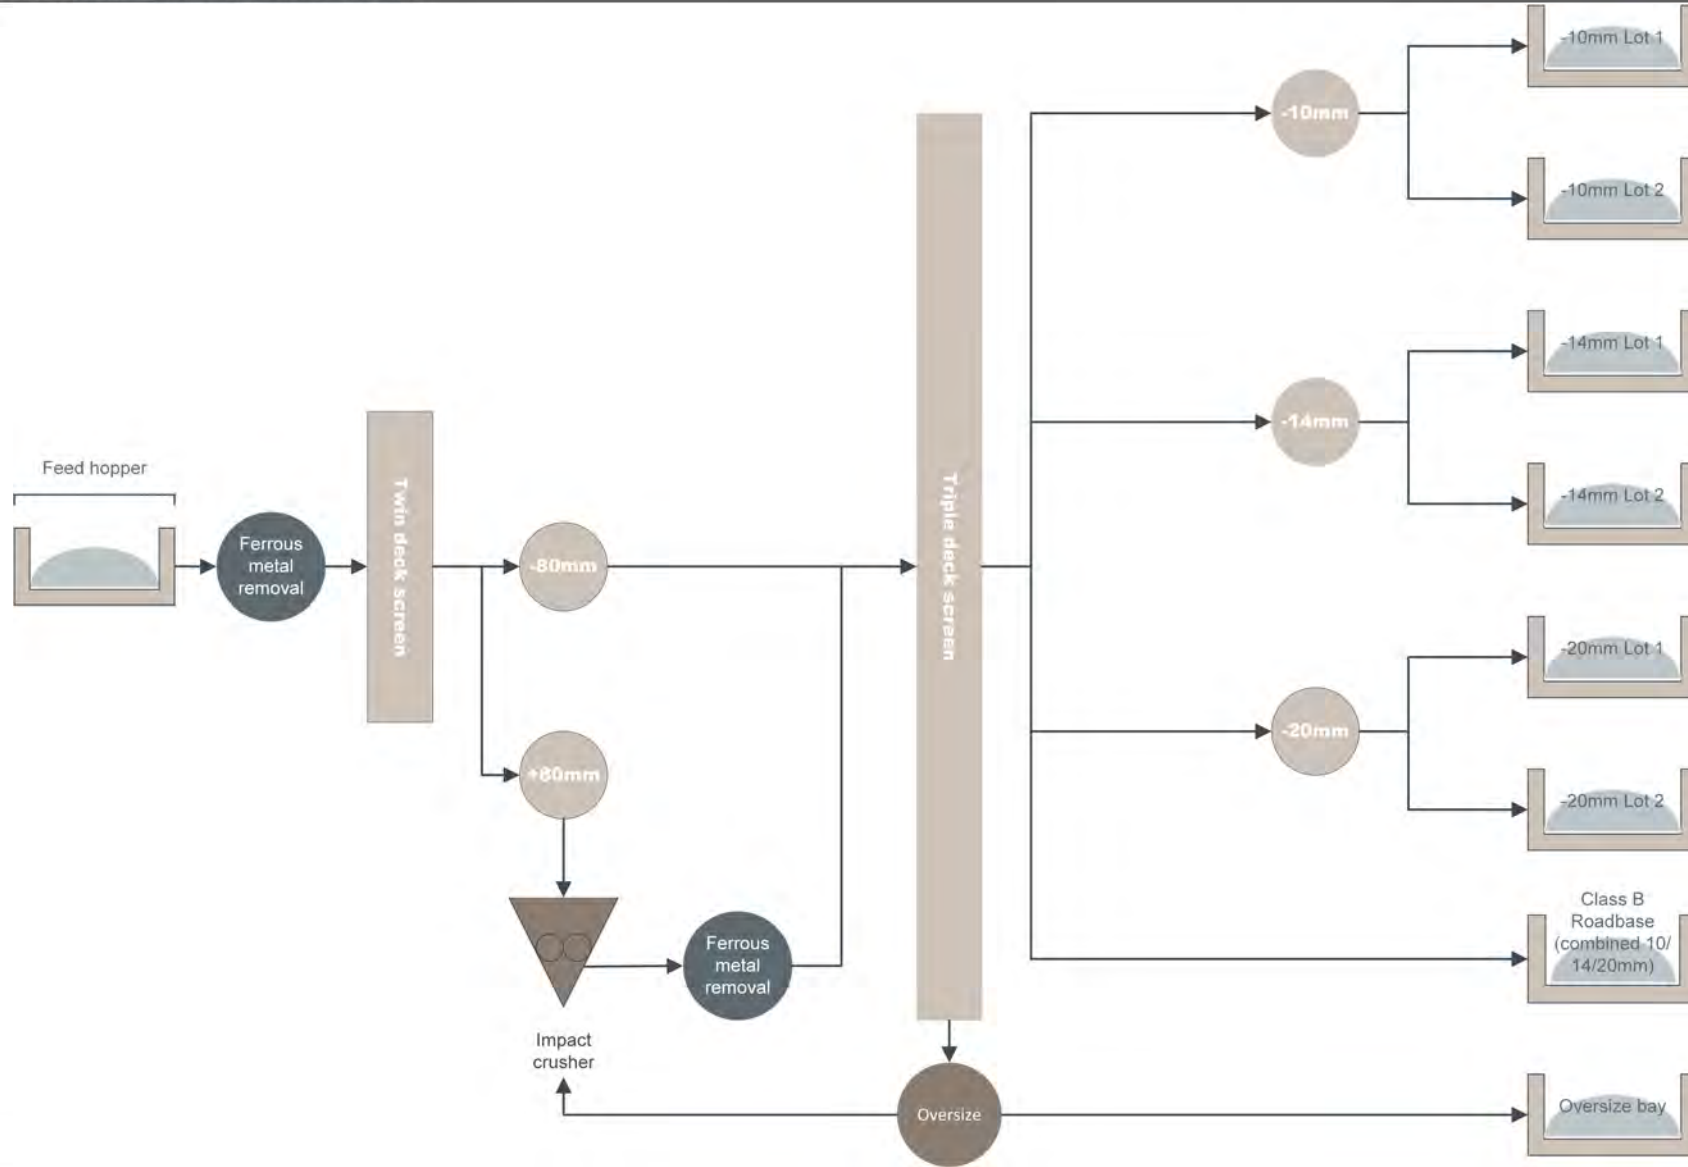 -10mm Lot 1
-10mm
-10mm Lot 2
-14mm Lot 1
-14mm
-14mm Lot 2
Feed hopper
Ferrous
metal
removal
Twin deck screen
-80mm
+80mm
Impact
crusher
Ferrous
metal
removal
Triple deck screen
-20mm Lot 1
-20mm
-20mm Lot 2
Class B
Roadbase
(combined 10/
14/20mm)
Oversize
Oversize bay